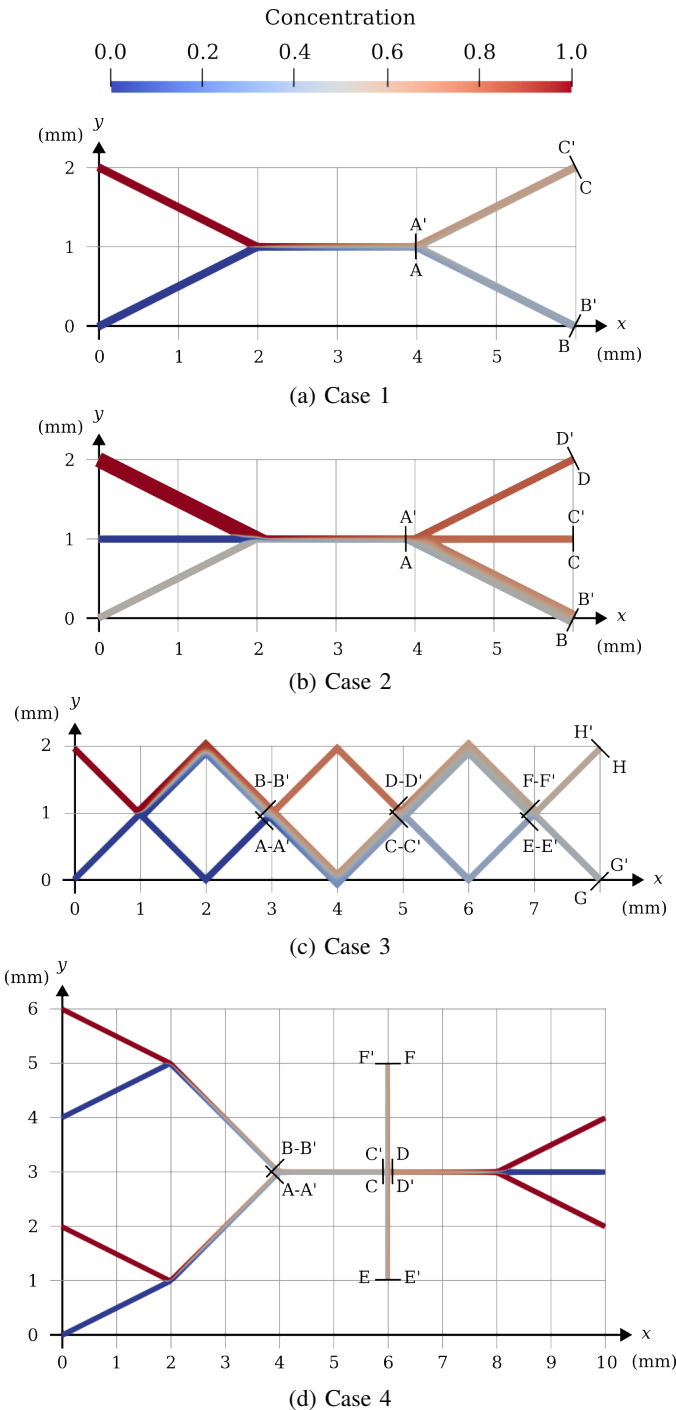 Concentration
0.0 0.2 0.4 0.6 0.8 1.0
y
(mm)
C'
2
C
A'
1
A
B'
0
x
B
0 1 2 3 4 5
(mm)
(a) Case 1
y
(mm)
D'
2
D
A'
C'
1
A
C
B'
0
x
B
0 1 2 3 4 5
(mm)
(b) Case 2
y
(mm)
H'
2
H
B-B' D-D' F-F'
1
A-A' C-C' E-E'
G'
0
x
G
0 1 2 3 4 5 6 7
(mm)
(c) Case 3
y
(mm)
6
F' F
5
4
B-B'
C' D
3
A-A'
C D'
2
E E'
1
0
x
0 1 2 3 4 5 6 7 8 9 10
(mm)
(d) Case 4